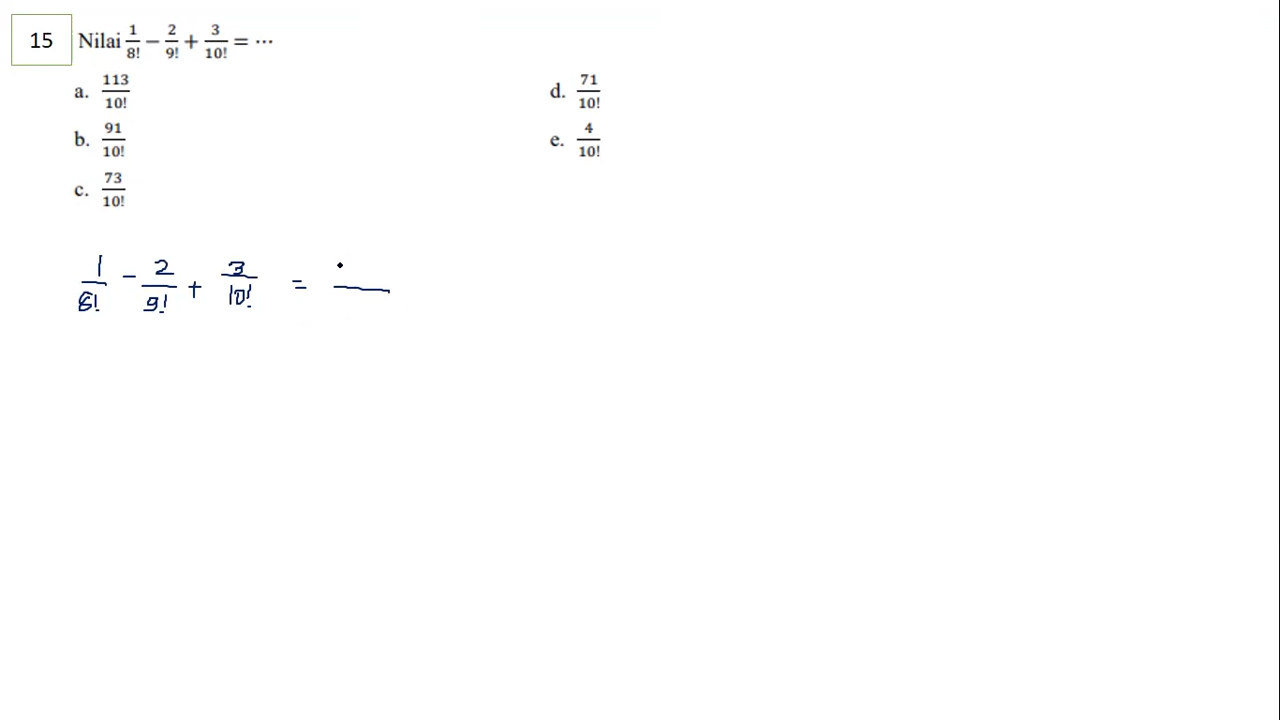 15 Nilai 1/8! − 2/9! + 3/10! = ⋯
a. 113/10! d. 71/10!
b. 91/10! e. 4/10!
c. 73/10!
1/8! − 2/9! + 3/10! =